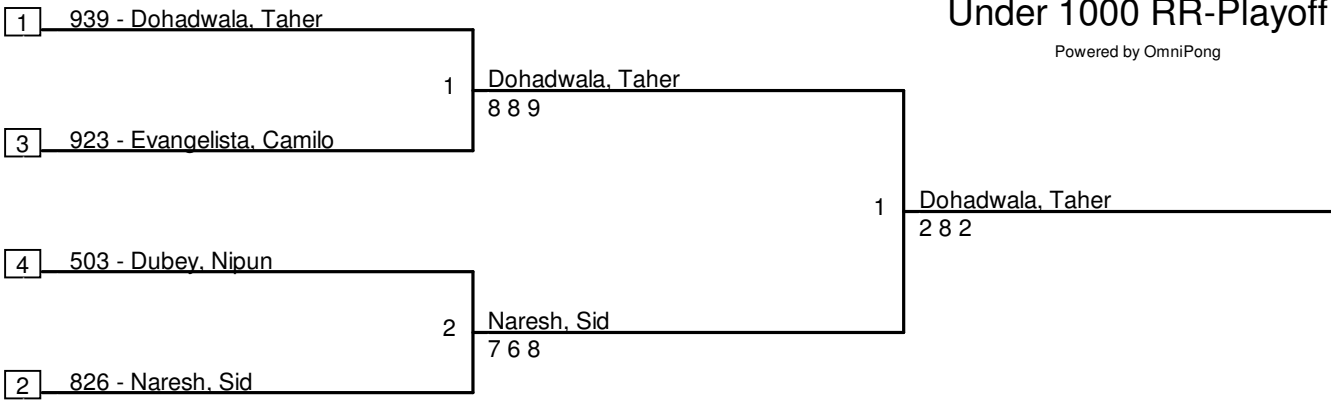 Under 1000 RR-Playoff
Powered by OmniPong
1 939 - Dohadwala, Taher
1 Dohadwala, Taher
8 8 9
3 923 - Evangelista, Camilo
1 Dohadwala, Taher
2 8 2
4 503 - Dubey, Nipun
2 Naresh, Sid
7 6 8
2 826 - Naresh, Sid